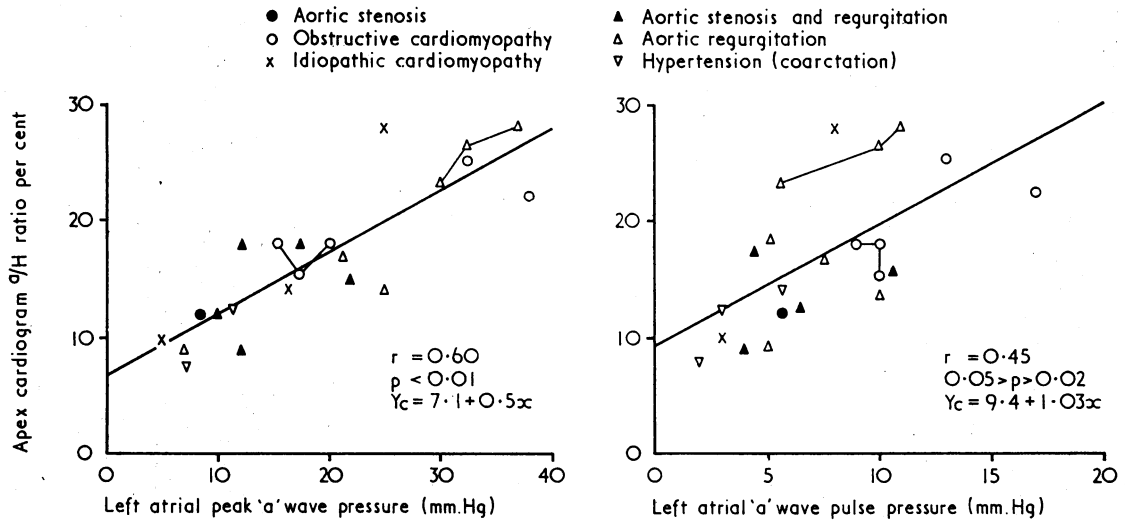 Aortic stenosis
Obstructive cardiomyopathy
Idiopathic cardiomyopathy
Aortic stenosis and regurgitation
Aortic regurgitation
Hypertension (coarctation)
Apex cardiogram a/H ratio per cent
30
20
10
0
r = 0·60
p < 0·01
Yc = 7·1+0·5x
0 10 20 30 40
Left atrial peak 'a' wave pressure (mm.Hg)
30
20
10
0
r = 0·45
0·05>p>0·02
Yc = 9·4+1·03x
0 5 10 15 20
Left atrial 'a' wave pulse pressure (mm.Hg)